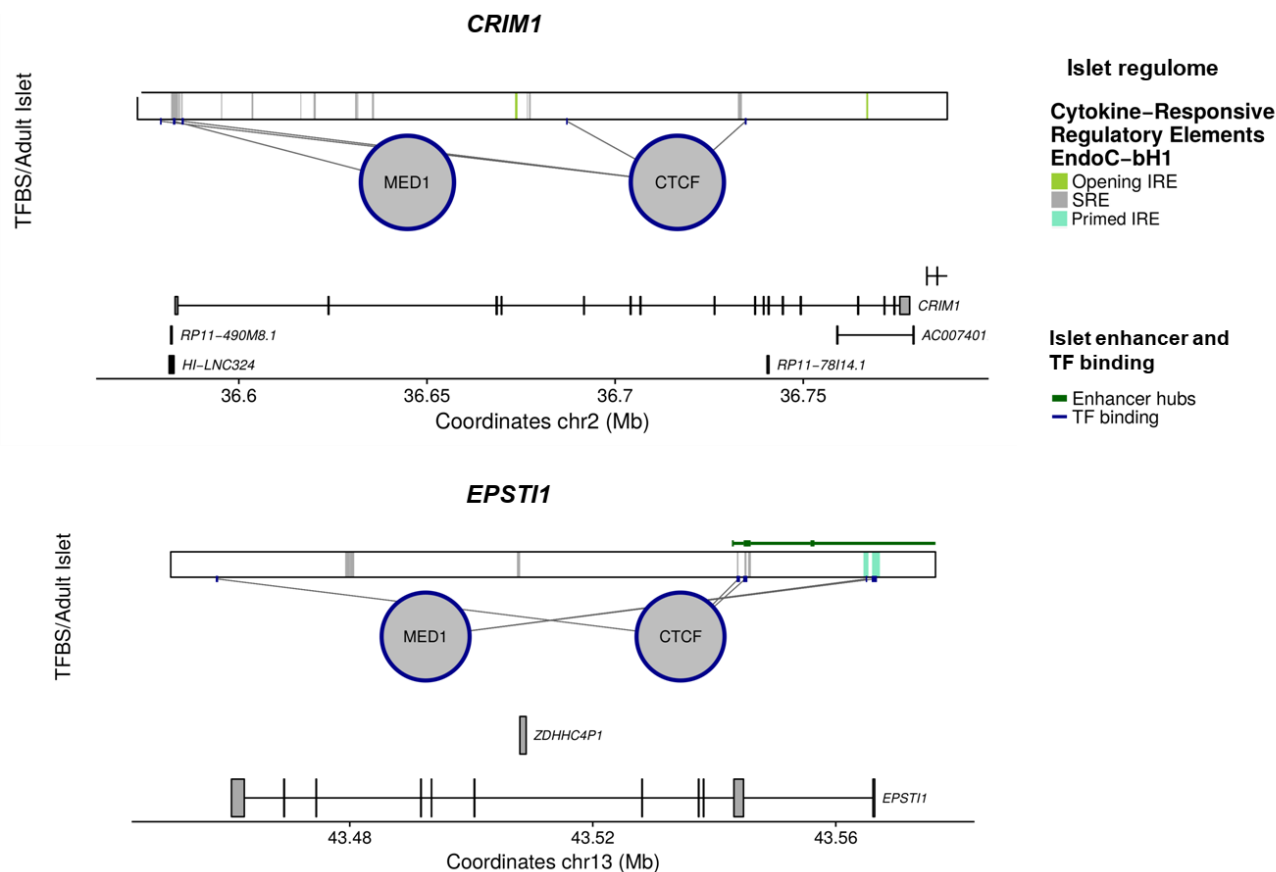 CRIM1
TFBS/Adult Islet
MED1
CTCF
CRIM1
RP11−490M8.1
AC007401
HI−LNC324
RP11−78I14.1
36.6
36.65
36.7
36.75
Coordinates chr2 (Mb)
Islet regulome
Cytokine−Responsive
Regulatory Elements
EndoC−bH1
Opening IRE
SRE
Primed IRE
Islet enhancer and
TF binding
Enhancer hubs
TF binding
EPSTI1
TFBS/Adult Islet
MED1
CTCF
ZDHHC4P1
EPSTI1
43.48
43.52
43.56
Coordinates chr13 (Mb)